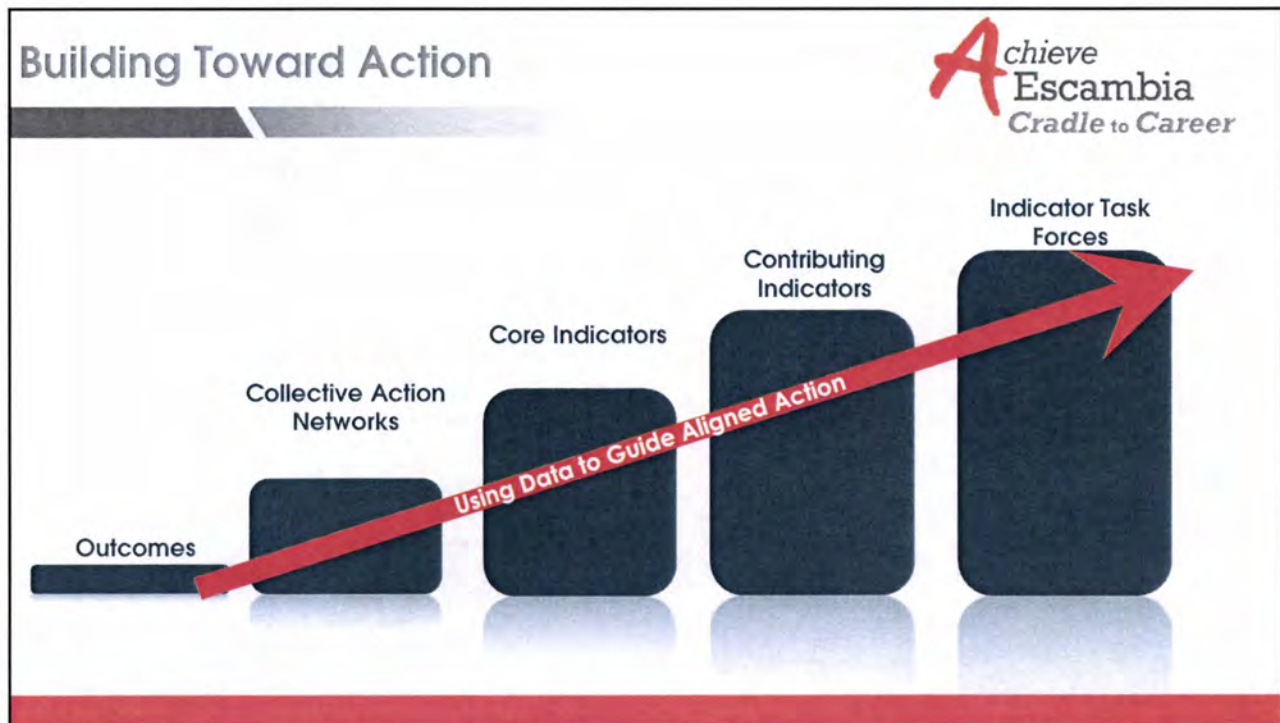 Building Toward Action
Achieve
Escambia
Cradle to Career
Outcomes
Collective Action
Networks
Core Indicators
Contributing
Indicators
Indicator Task
Forces
Using Data to Guide Aligned Action